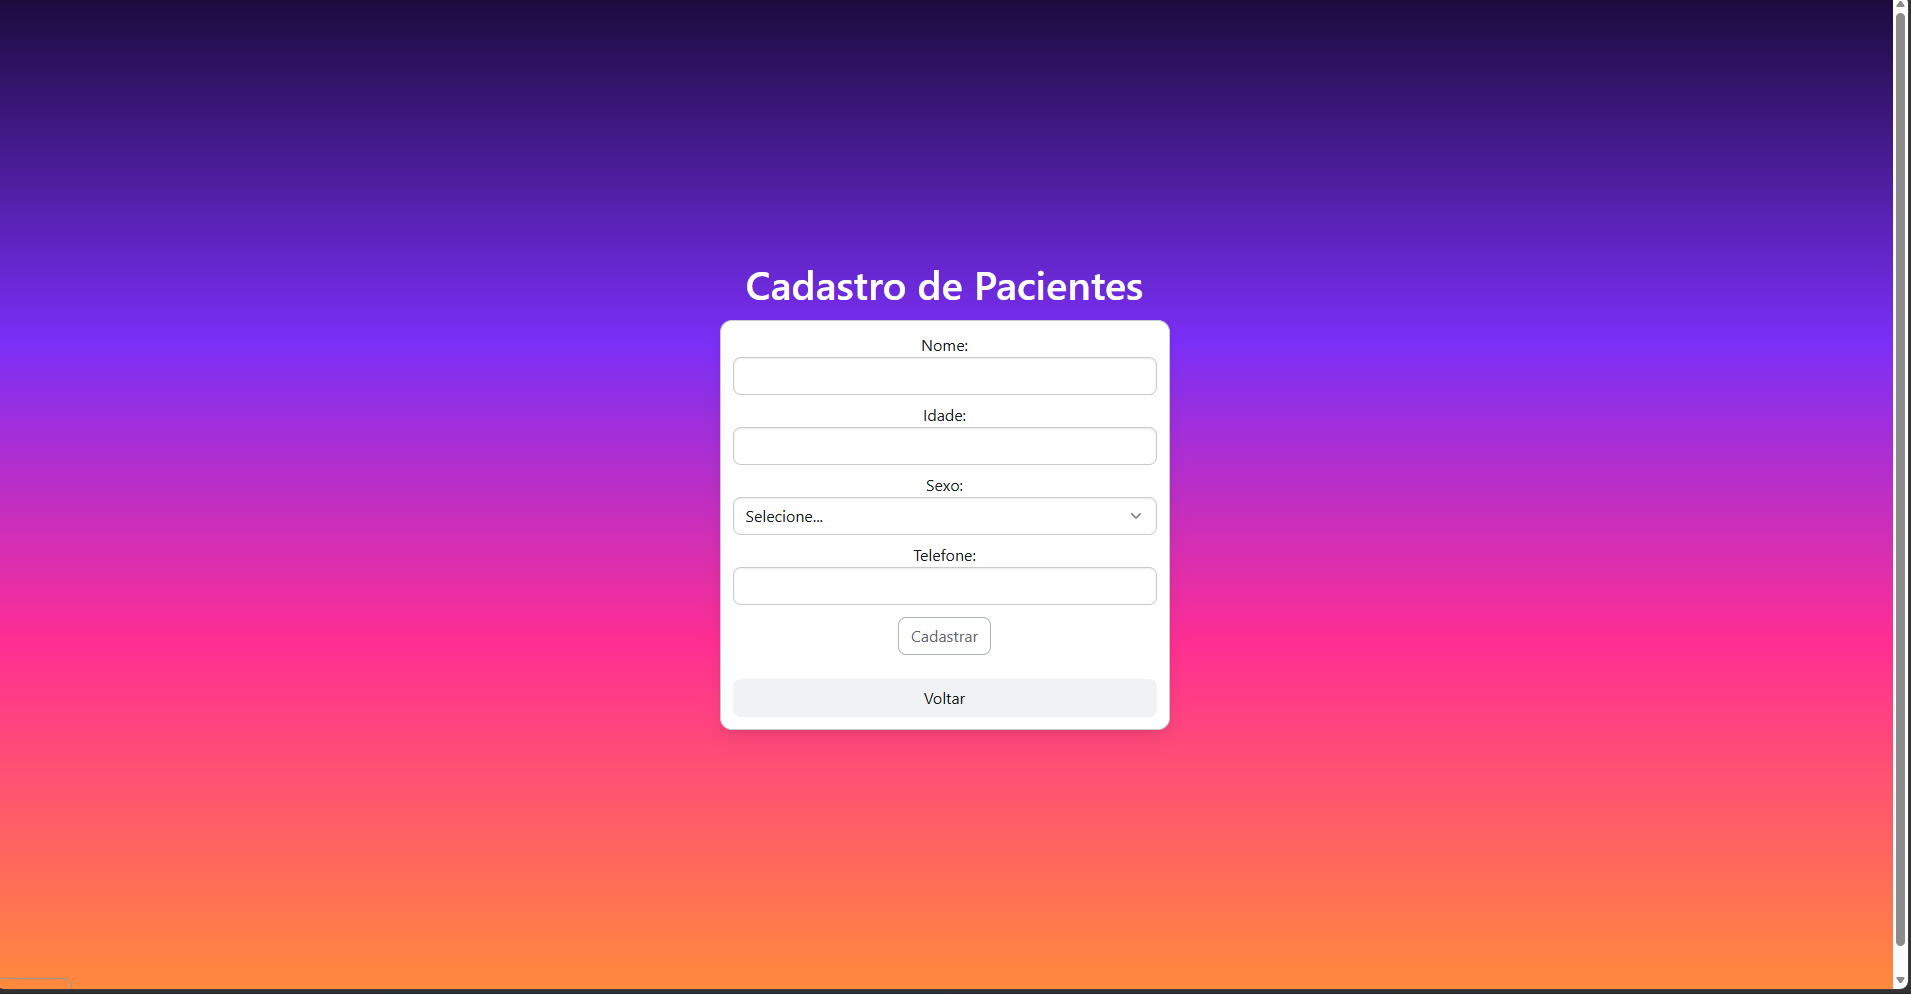 Cadastro de Pacientes
Nome:
Idade:
Sexo:
Selecione...
Telefone:
Cadastrar
Voltar